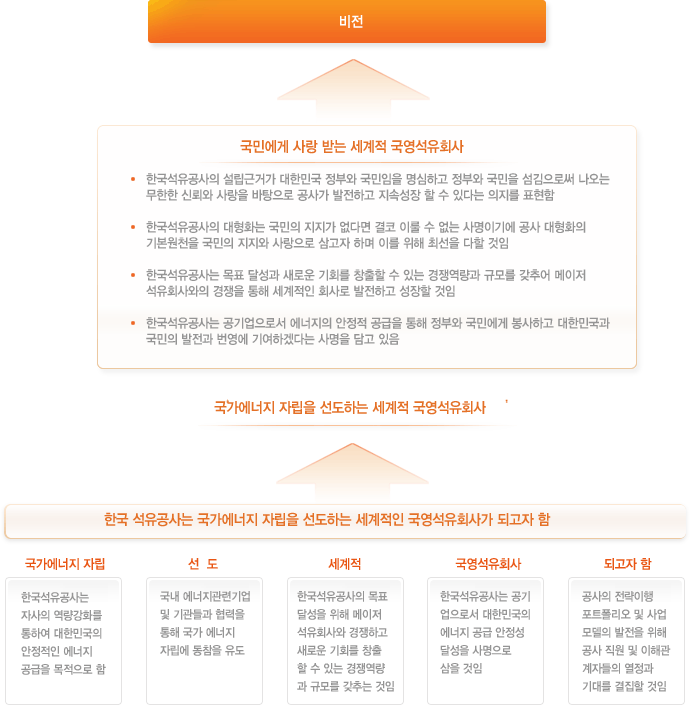 비전
국민에게 사랑 받는 세계적 국영석유회사
• 한국석유공사의 설립근거가 대한민국 정부와 국민임을 명심하고 정부와 국민을 섬김으로써 나오는
무한한 신뢰와 사랑을 바탕으로 공사가 발전하고 지속성장 할 수 있다는 의지를 표현함
• 한국석유공사의 대형화는 국민의 지지가 없다면 결코 이룰 수 없는 사명이기에 공사 대형화의
기본원천을 국민의 지지와 사랑으로 삼고자 하며 이를 위해 최선을 다할 것임
• 한국석유공사는 목표 달성과 새로운 기회를 창출할 수 있는 경쟁역량과 규모를 갖추어 메이저
석유회사와의 경쟁을 통해 세계적인 회사로 발전하고 성장할 것임
• 한국석유공사는 공기업으로서 에너지의 안정적 공급을 통해 정부와 국민에게 봉사하고 대한민국과
국민의 발전과 번영에 기여하겠다는 사명을 담고 있음
국가에너지 자립을 선도하는 세계적 국영석유회사 ’
한국 석유공사는 국가에너지 자립을 선도하는 세계적인 국영석유회사가 되고자 함
국가에너지 자립
한국석유공사는
자사의 역량강화를
통하여 대한민국의
안정적인 에너지
공급을 목적으로 함
선 도
국내 에너지관련기업
및 기관들과 협력을
통해 국가 에너지
자립에 동참을 유도
세계적
한국석유공사의 목표
달성을 위해 메이저
석유회사와 경쟁하고
새로운 기회를 창출
할 수 있는 경쟁역량
과 규모를 갖추는 것임
국영석유회사
한국석유공사는 공기
업으로서 대한민국의
에너지 공급 안정성
달성을 사명으로
삼을 것임
되고자 함
공사의 전략이행
포트폴리오 및 사업
모델의 발전을 위해
공사 직원 및 이해관
계자들의 열정과
기대를 결집할 것임